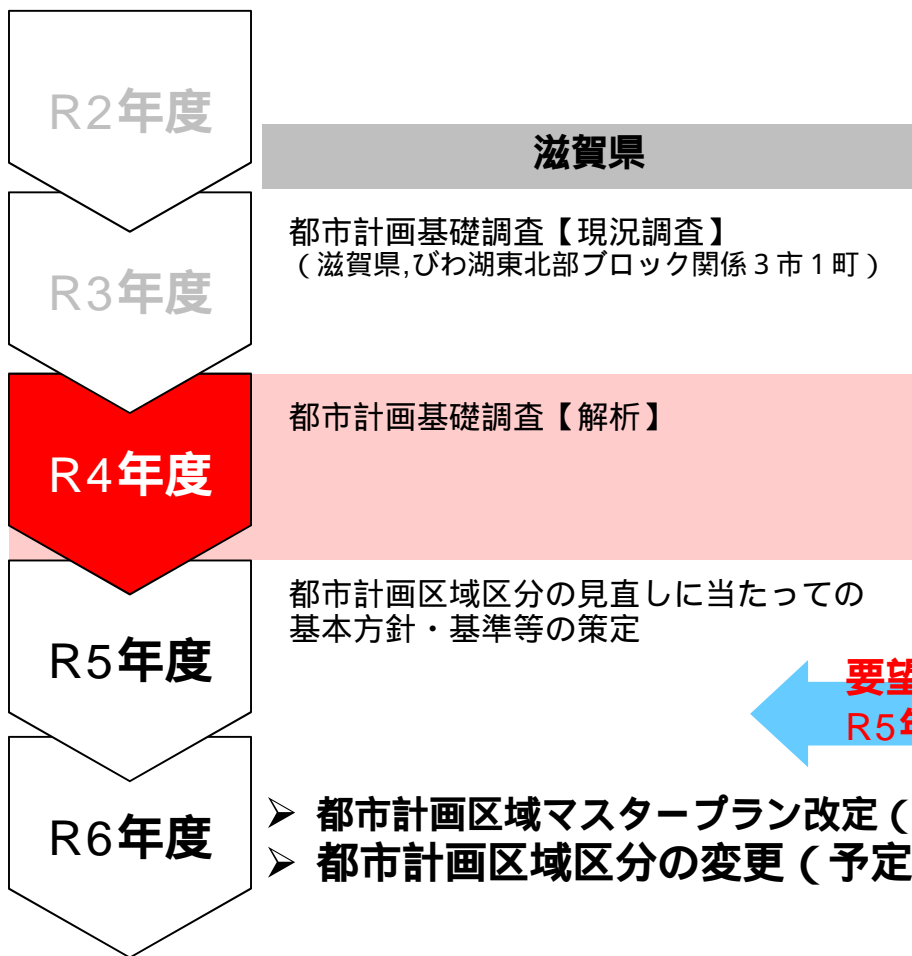 R2年度
滋賀県
R3年度
都市計画基礎調査【現況調査】
（滋賀県,びわ湖東北部ブロック関係３市１町）
R4年度
都市計画基礎調査【解析】
R5年度
都市計画区域区分の見直しに当たっての
基本方針・基準等の策定
要望
R5年
R6年度
➢ 都市計画区域マスタープラン改定（
➢ 都市計画区域区分の変更（予定